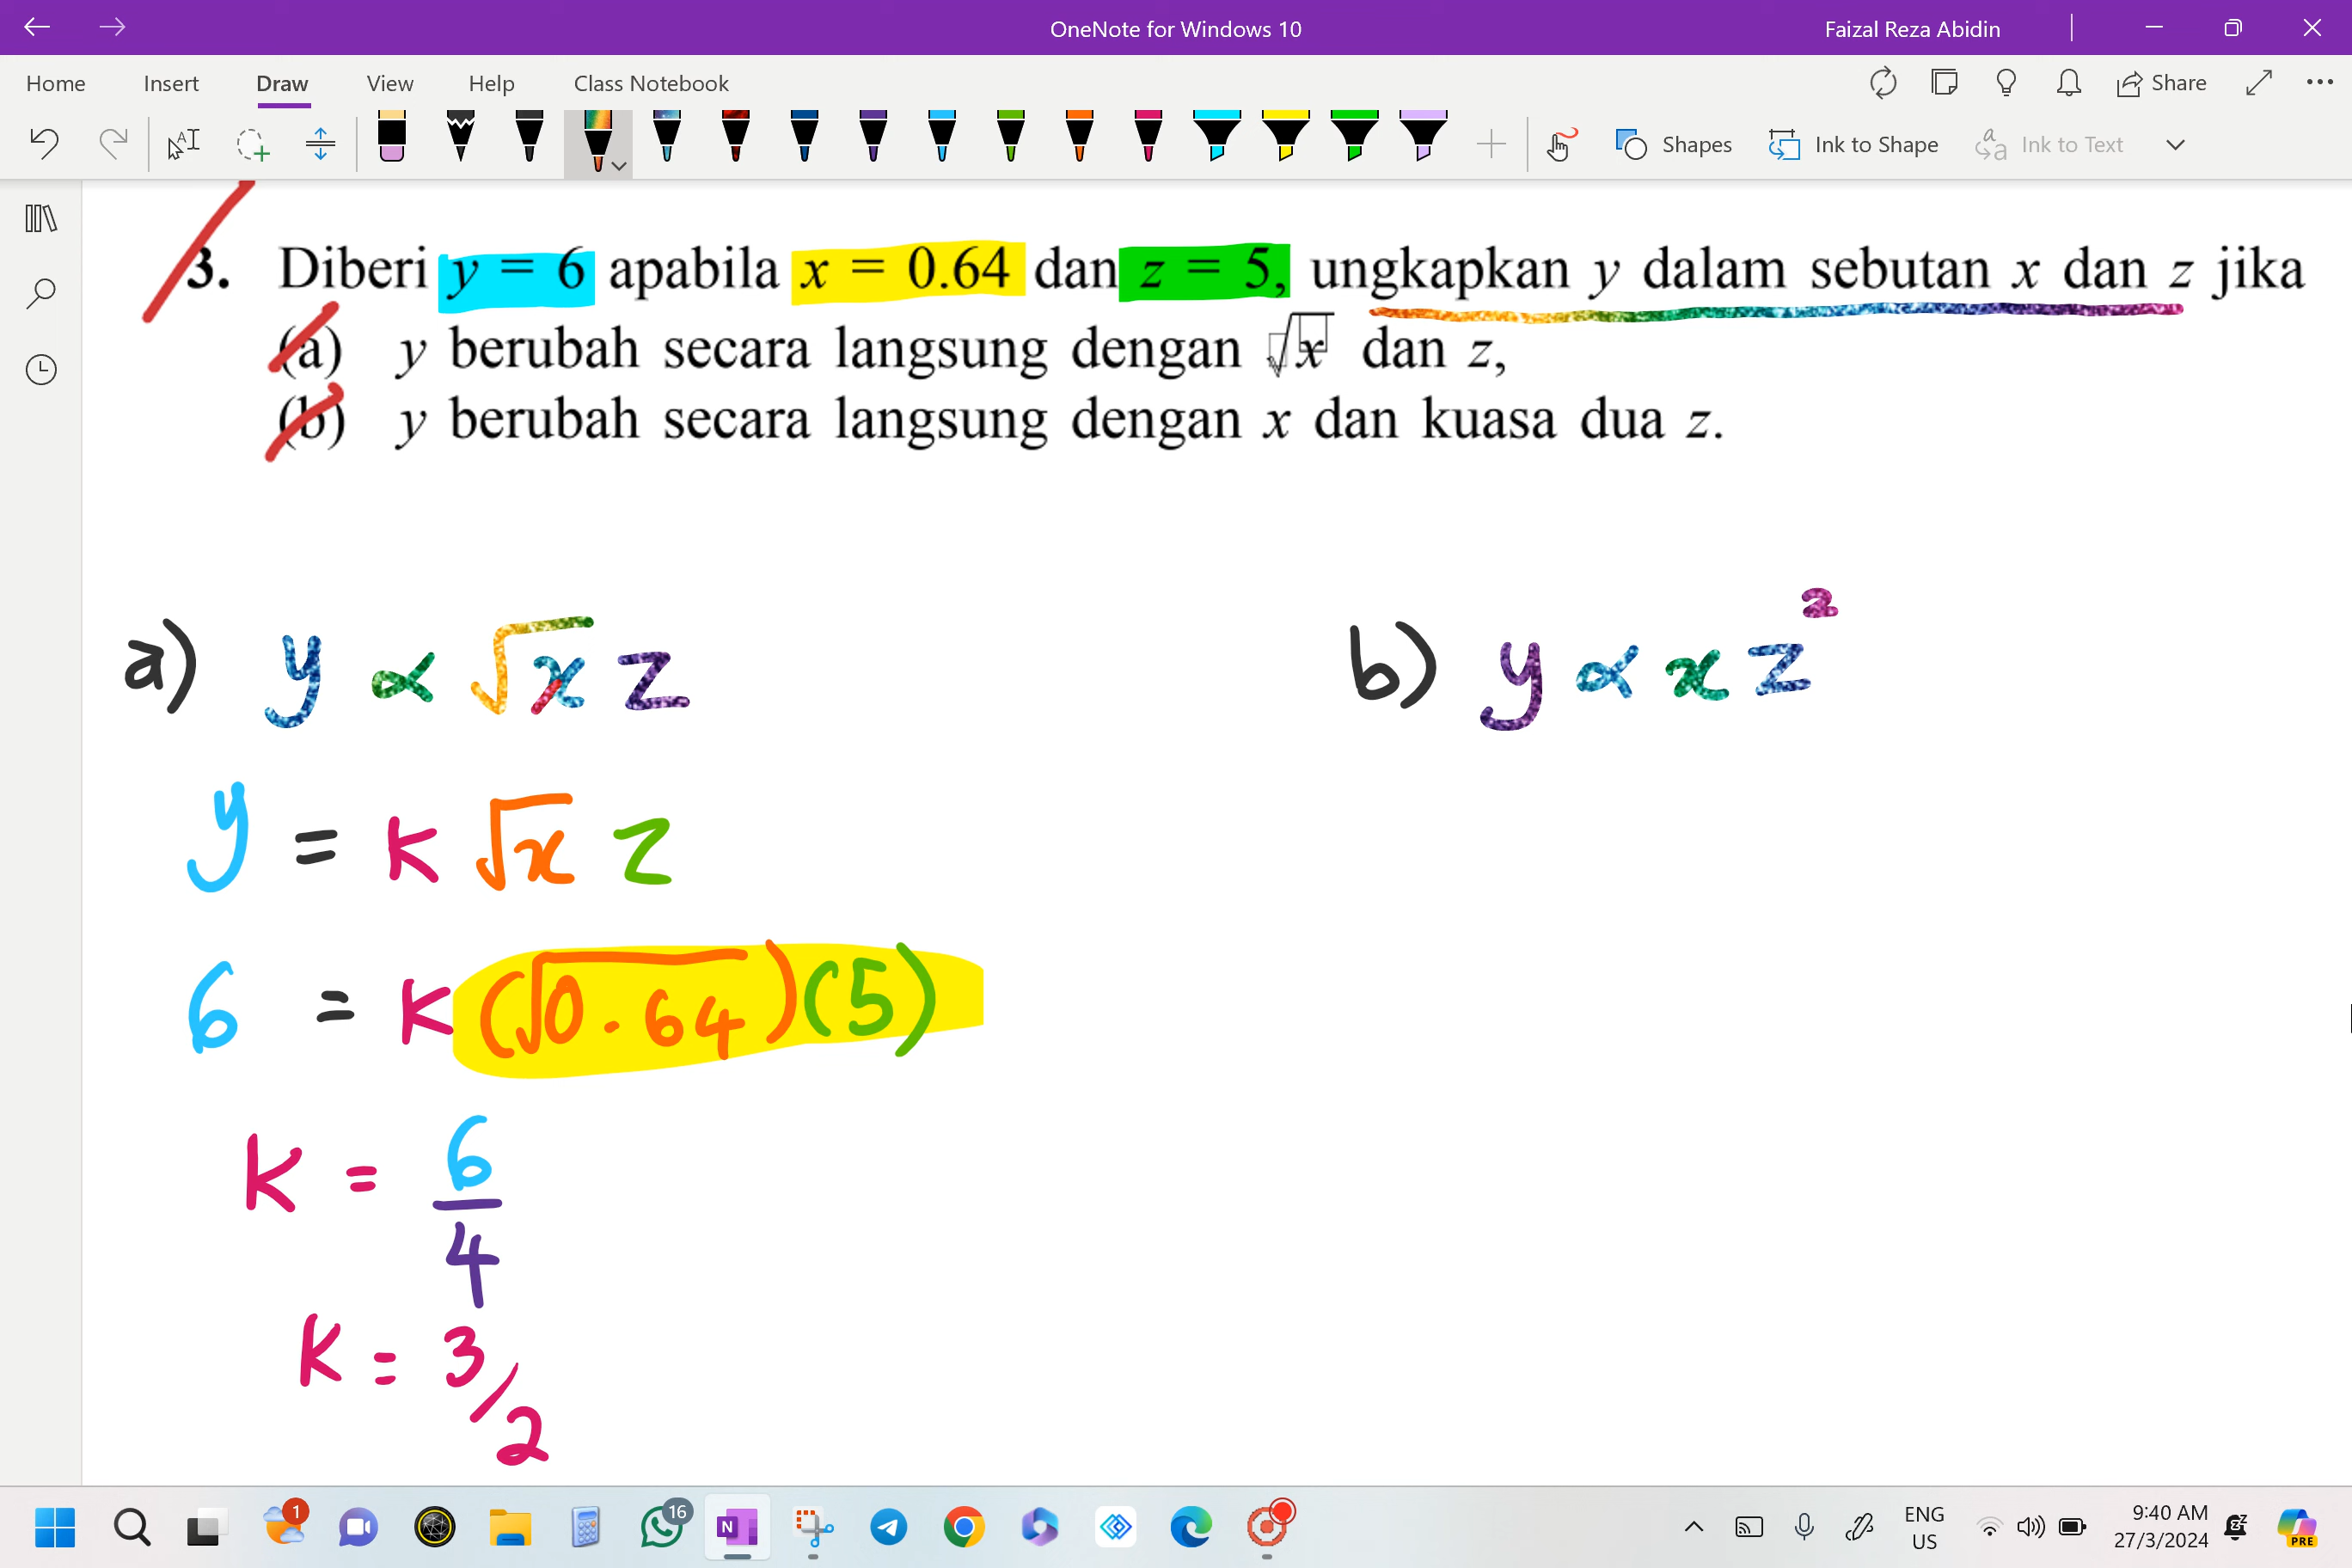 OneNote for Windows 10
Faizal Reza Abidin
Home Insert Draw View Help Class Notebook Share
Shapes Ink to Shape Ink to Text
3. Diberi y = 6 apabila x = 0.64 dan z = 5, ungkapkan y dalam sebutan x dan z jika
(a) y berubah secara langsung dengan √x dan z,
(b) y berubah secara langsung dengan x dan kuasa dua z.
a) y ∝ √x z
y = k √x z
6 = k(√0.64)(5)
k = 6/4
k = 3/2
b) y ∝ x z²
1
16
N
ENG
US
9:40 AM
27/3/2024
PRE